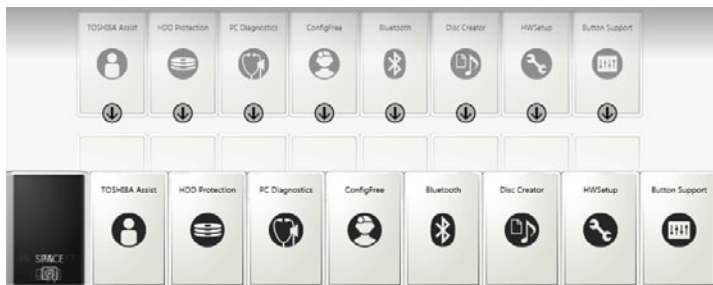 TOSHIBA Assist
HDD Protection
PC Diagnostics
ConfigFree
Bluetooth
Disc Creator
HWSetup
Button Support
TOSHIBA Assist
HDD Protection
PC Diagnostics
ConfigFree
Bluetooth
Disc Creator
HWSetup
Button Support
SPACE